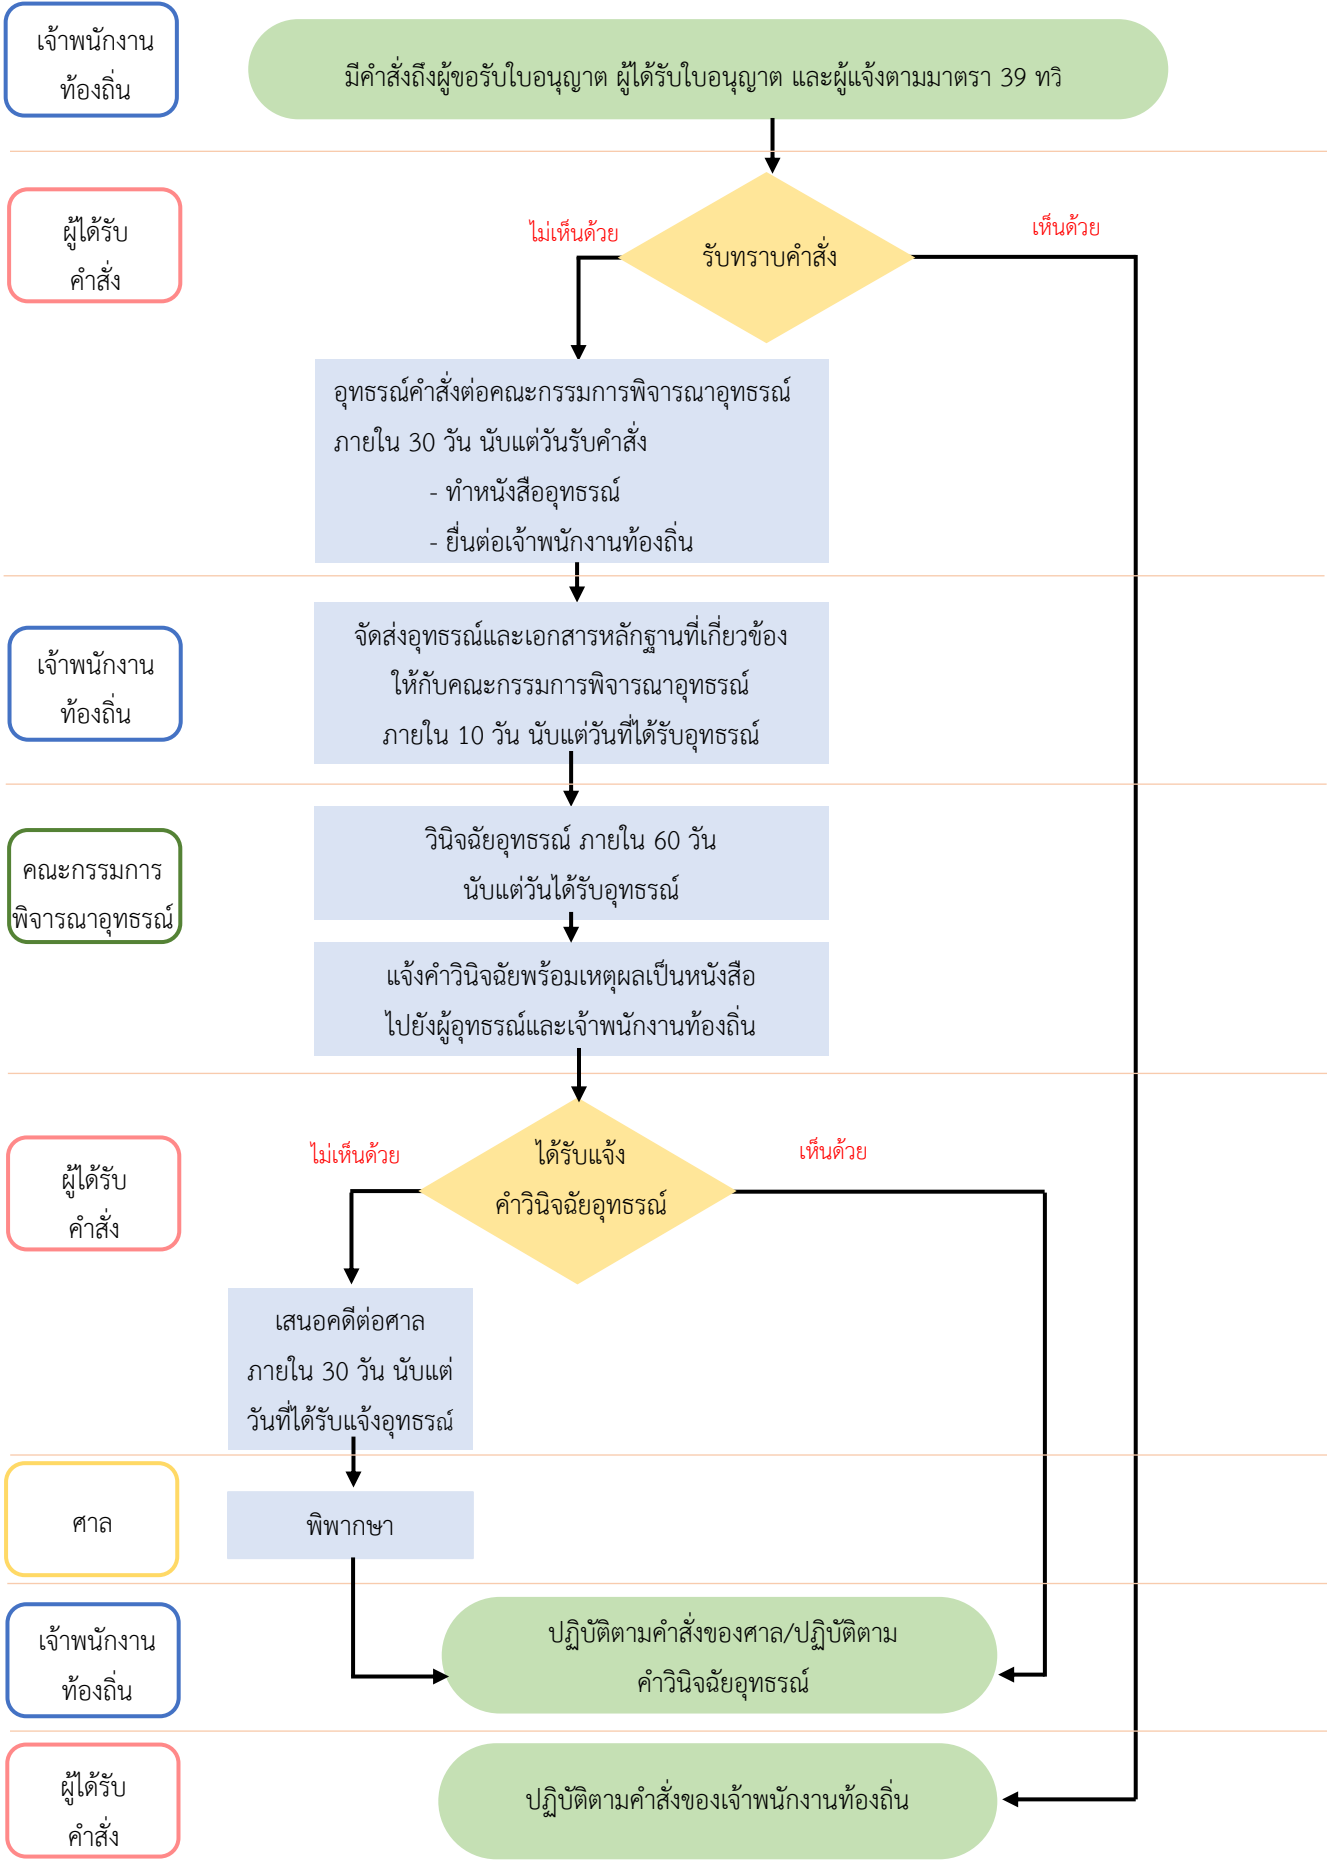 เจ้าพนักงาน
ท้องถิ่น
มีคำสั่งถึงผู้ขอรับใบอนุญาต ผู้ได้รับใบอนุญาต และผู้แจ้งตามมาตรา 39 ทวิ
ผู้ได้รับ
คำสั่ง
ไม่เห็นด้วย
รับทราบคำสั่ง
เห็นด้วย
อุทธรณ์คำสั่งต่อคณะกรรมการพิจารณาอุทธรณ์
ภายใน 30 วัน นับแต่วันรับคำสั่ง
- ทำหนังสืออุทธรณ์
- ยื่นต่อเจ้าพนักงานท้องถิ่น
เจ้าพนักงาน
ท้องถิ่น
จัดส่งอุทธรณ์และเอกสารหลักฐานที่เกี่ยวข้อง
ให้กับคณะกรรมการพิจารณาอุทธรณ์
ภายใน 10 วัน นับแต่วันที่ได้รับอุทธรณ์
คณะกรรมการ
พิจารณาอุทธรณ์
วินิจฉัยอุทธรณ์ ภายใน 60 วัน
นับแต่วันได้รับอุทธรณ์
แจ้งคำวินิจฉัยพร้อมเหตุผลเป็นหนังสือ
ไปยังผู้อุทธรณ์และเจ้าพนักงานท้องถิ่น
ผู้ได้รับ
คำสั่ง
ไม่เห็นด้วย
ได้รับแจ้ง
คำวินิจฉัยอุทธรณ์
เห็นด้วย
เสนอคดีต่อศาล
ภายใน 30 วัน นับแต่
วันที่ได้รับแจ้งอุทธรณ์
ศาล
พิพากษา
เจ้าพนักงาน
ท้องถิ่น
ปฏิบัติตามคำสั่งของศาล/ปฏิบัติตาม
คำวินิจฉัยอุทธรณ์
ผู้ได้รับ
คำสั่ง
ปฏิบัติตามคำสั่งของเจ้าพนักงานท้องถิ่น